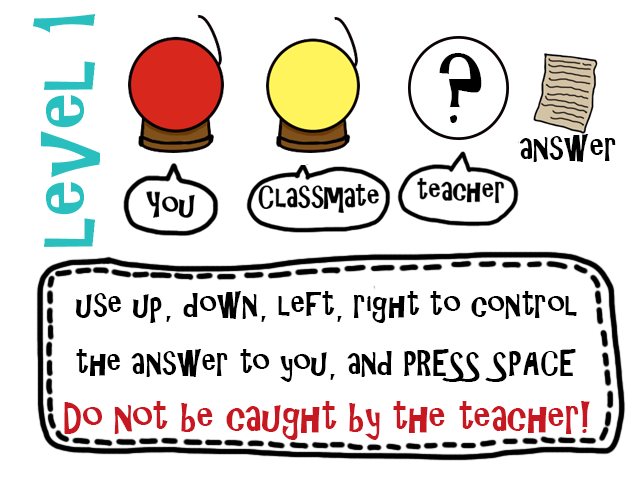 Level 1
?
answer
you
classmate
teacher
use up, down, left, right to control
the answer to you, and PRESS SPACE
Do not be caught by the teacher!